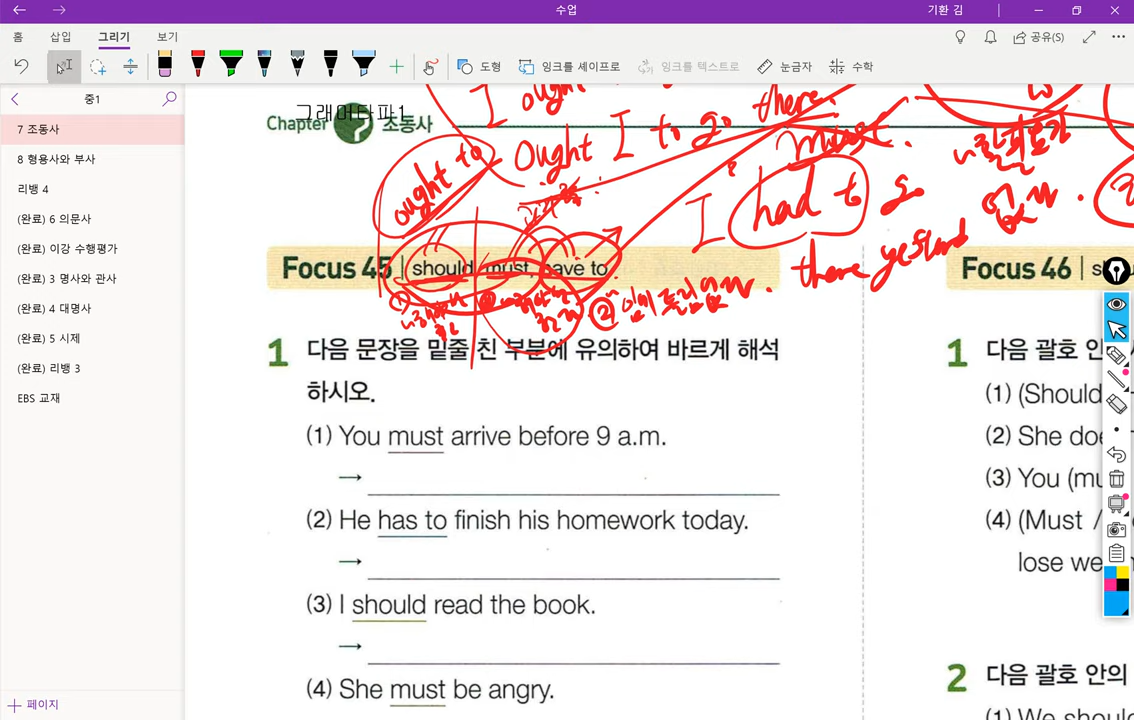 수업
기환 김
홈 삽입 그리기 보기
공유(S)
도형 잉크를 셰이프로 잉크를 텍스트로 눈금자 수학
중1
7 조동사
8 형용사와 부사
리뱅 4
(완료) 6 의문사
(완료) 이강 수행평가
(완료) 3 명사와 관사
(완료) 4 대명사
(완료) 5 시제
(완료) 리뱅 3
EBS 교재
페이지
I ought
그래머타파1
Chapter 7 조동사
there.
ought to
Ought I to go
must.
I had to go
there
Focus 45 should must, have to
Focus 46
1 다음 문장을 밑줄 친 부분에 유의하여 바르게 해석
하시오.
(1) You must arrive before 9 a.m.
→
(2) He has to finish his homework today.
→
(3) I should read the book.
→
(4) She must be angry.
1 다음 괄호 안
(1) (Should
(2) She doe
(3) You (mu
(4) (Must /
lose we
2 다음 괄호 안의
(1) We shou